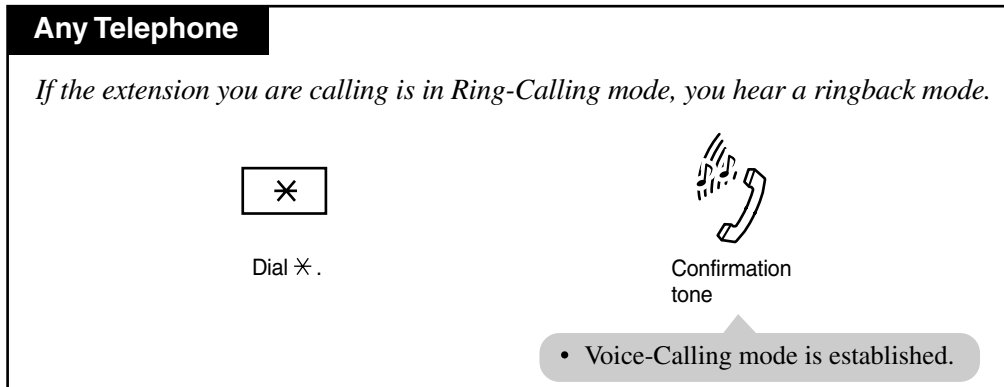 Any Telephone
If the extension you are calling is in Ring-Calling mode, you hear a ringback mode.
*
Dial *.
Confirmation
tone
• Voice-Calling mode is established.